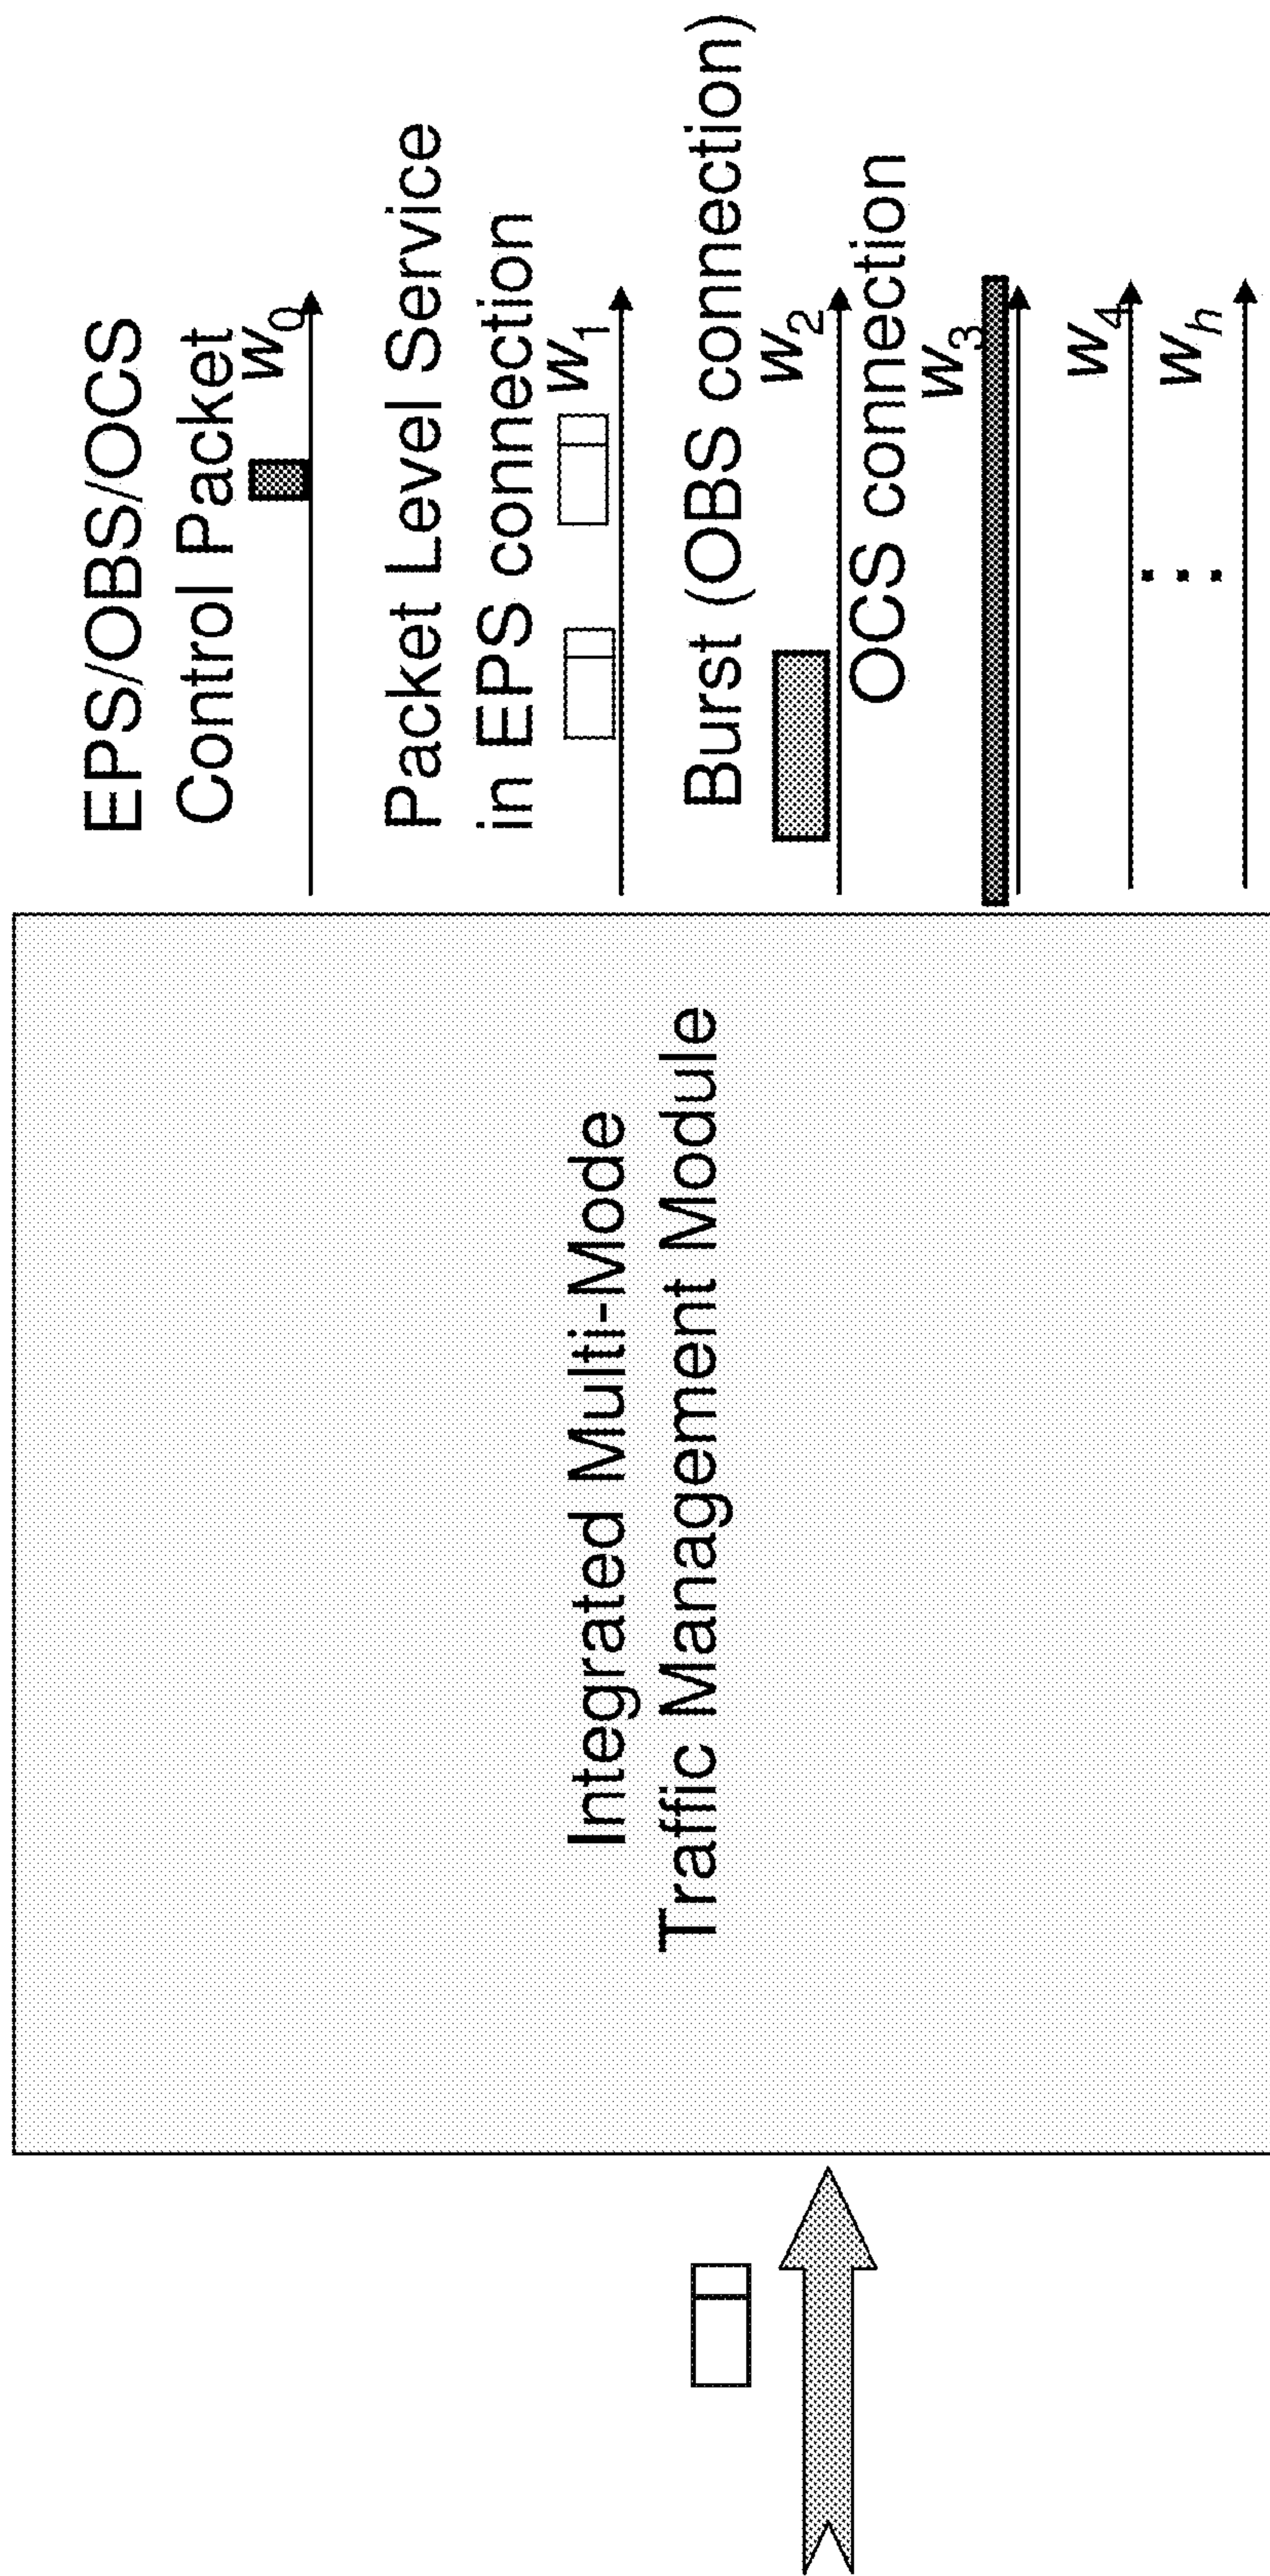 Integrated Multi-Mode
Traffic Management Module
EPS/OBS/OCS
Control Packet
w0
Packet Level Service
in EPS connection
w1
Burst (OBS connection)
w2
OCS connection
w3
w4
wh